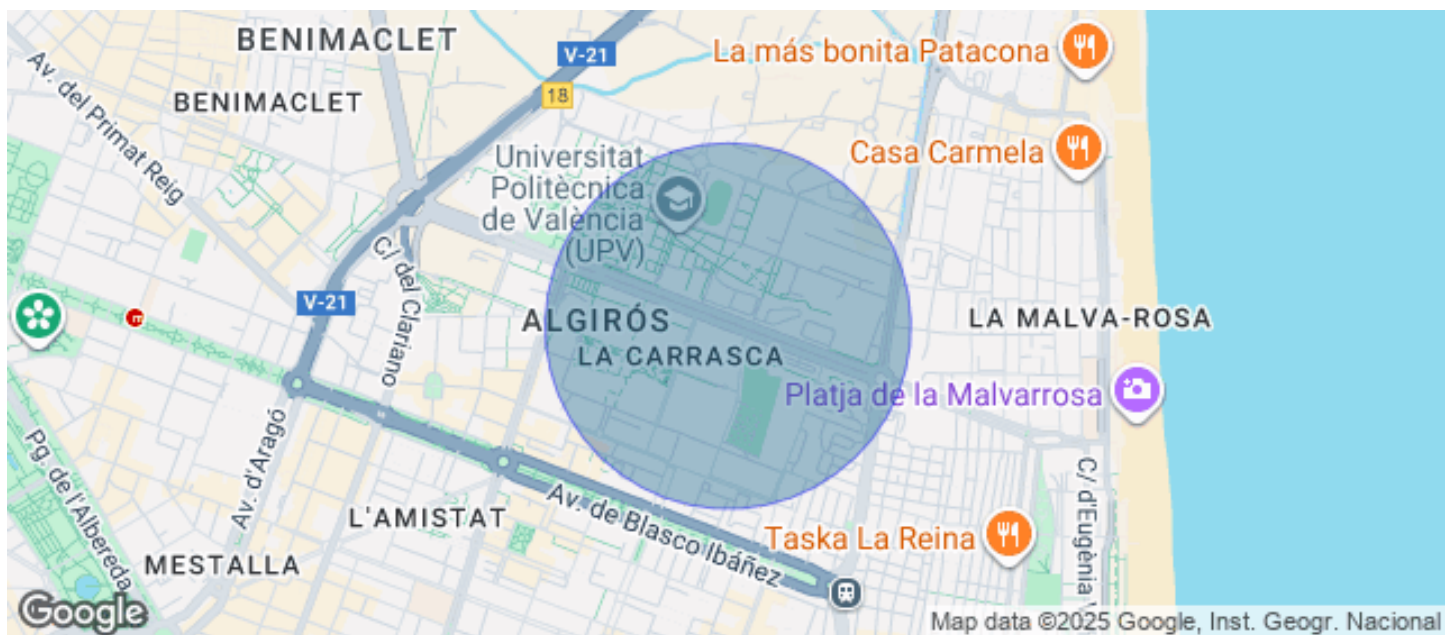 BENIMACLET
V-21
La más bonita Patacona
Av. del Primat Reig
BENIMACLET
18
Universitat
Politècnica
de València
(UPV)
Casa Carmela
C/ del Clariano
V-21
ALGIRÓS
LA CARRASCA
LA MALVA-ROSA
Platja de la Malvarrosa
Av. d'Aragó
Pg. de l'Albereda
L'AMISTAT
Av. de Blasco Ibáñez
MESTALLA
Taska La Reina
C/ d'Eugènia
Google
Map data ©2025 Google, Inst. Geogr. Nacional